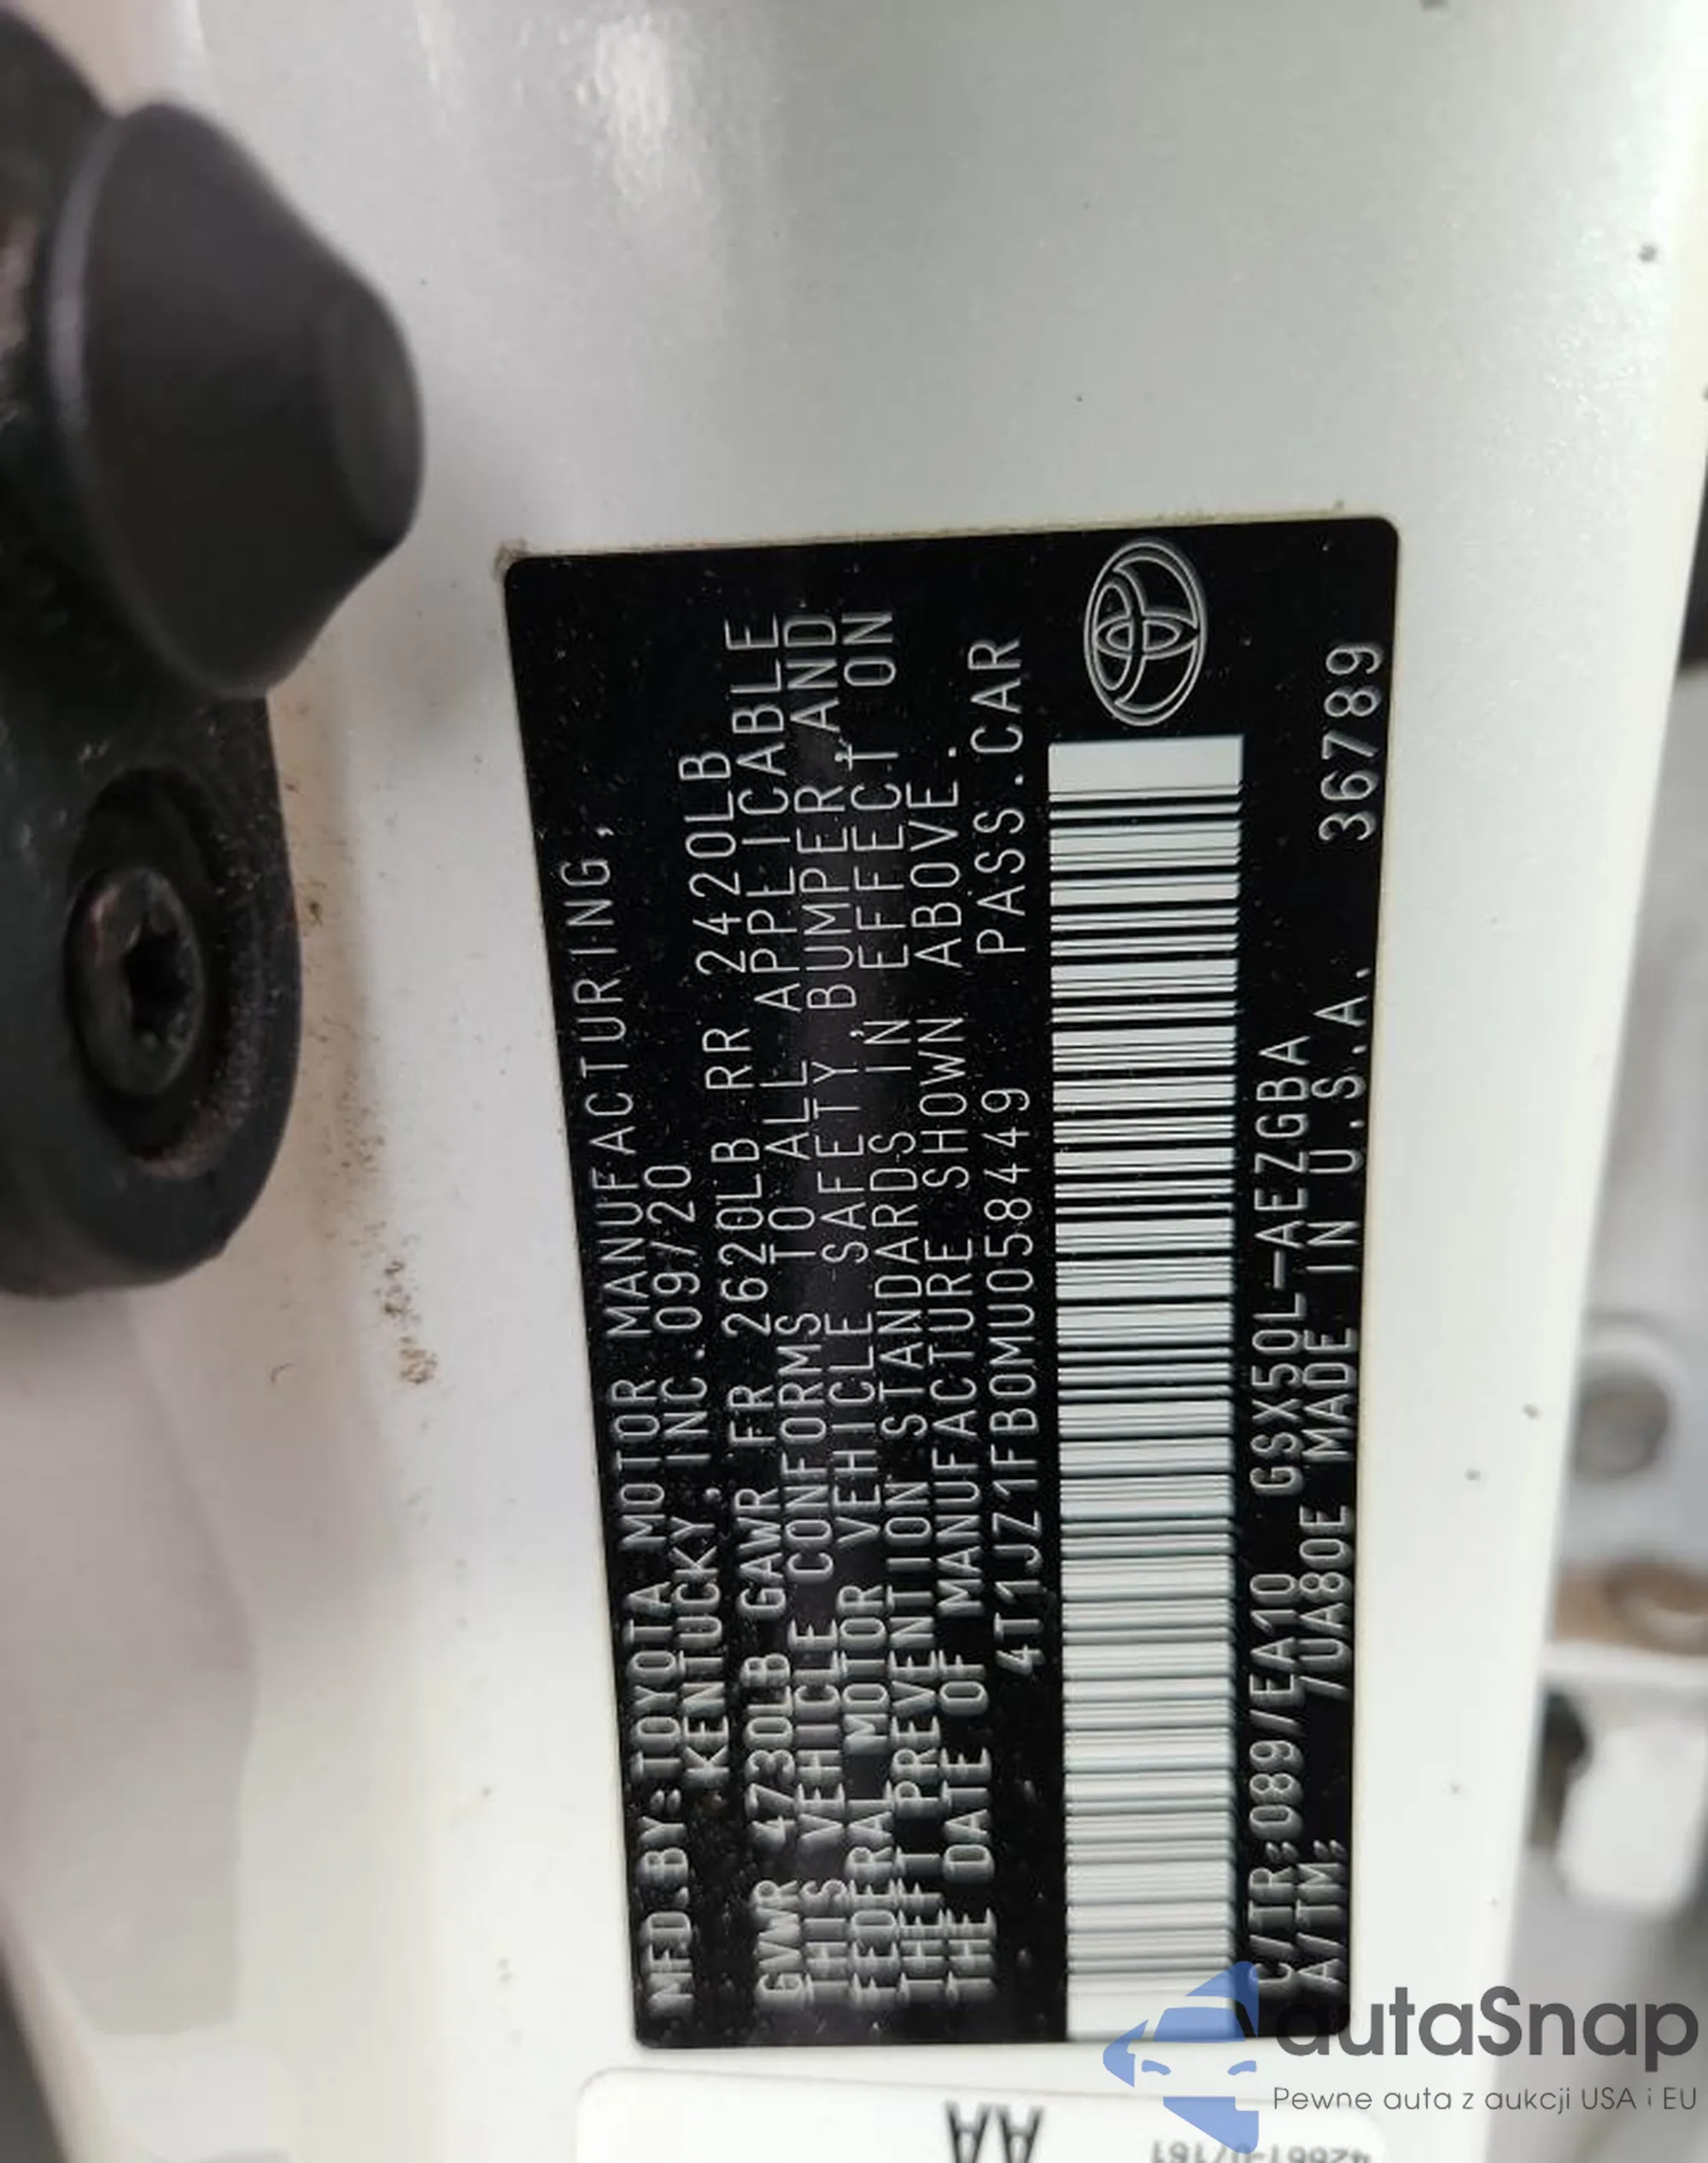 MFD.BY:TOYOTA MOTOR MANUFACTURING,
KENTUCKY, INC. 09/20
GVWR 4730LB GAWR FR 2620LB RR 2420LB
THIS VEHICLE CONFORMS TO ALL APPLICABLE
FEDERAL MOTOR VEHICLE SAFETY, BUMPER, AND
THEFT PREVENTION STANDARDS IN EFFECT ON
THE DATE OF MANUFACTURE SHOWN ABOVE.
4T1JZ1FB0MU058449 PASS.CAR
C/TR:089/EA10 GSX50L-AEZGBA
A/TM: /UA80E MADE IN U.S.A. 36789
AA
autaSnap
Pewne auta z aukcji USA i EU